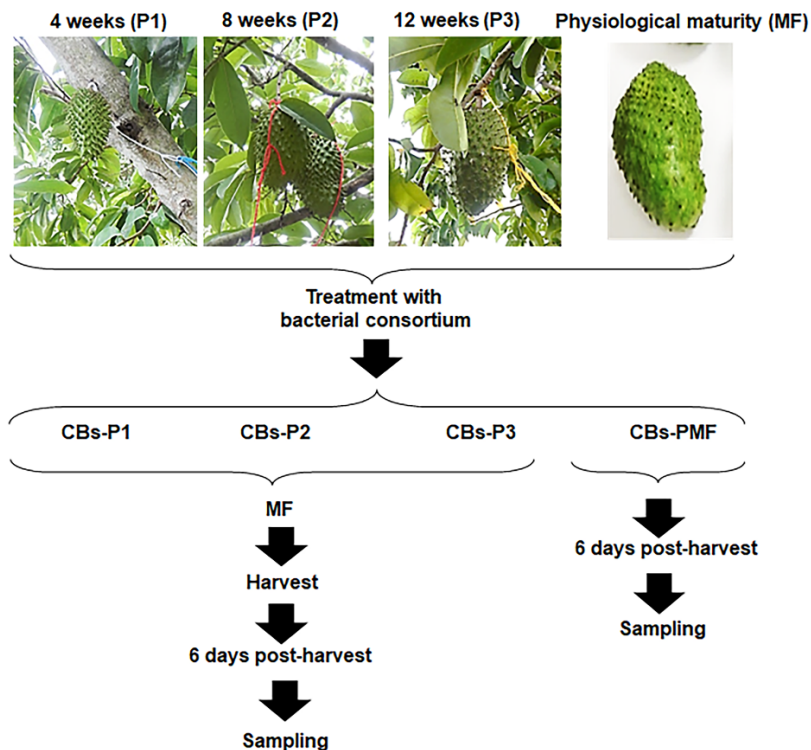 4 weeks (P1)
8 weeks (P2)
12 weeks (P3)
Physiological maturity (MF)
Treatment with
bacterial consortium
CBs-P1
CBs-P2
CBs-P3
CBs-PMF
MF
Harvest
6 days post-harvest
Sampling
6 days post-harvest
Sampling